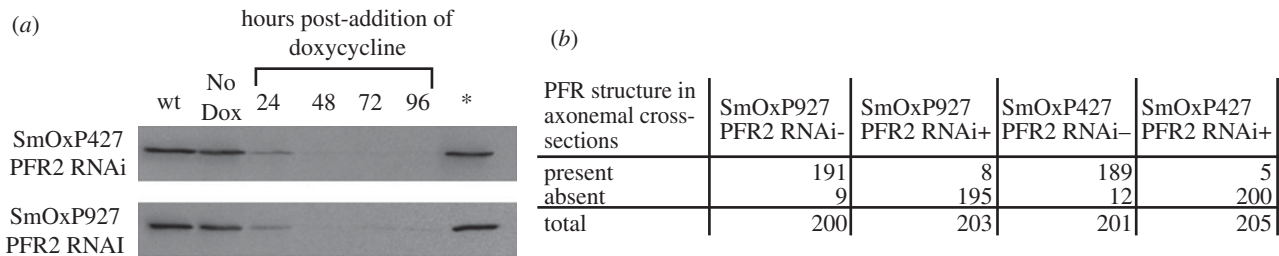 (a)
hours post-addition of
doxycycline
wt No Dox 24 48 72 96 *
SmOxP427
PFR2 RNAi
SmOxP927
PFR2 RNAI
(b)
PFR structure in
axonemal cross-
sections
SmOxP927
PFR2 RNAi-
SmOxP927
PFR2 RNAi+
SmOxP427
PFR2 RNAi–
SmOxP427
PFR2 RNAi+
present 191 8 189 5
absent 9 195 12 200
total 200 203 201 205